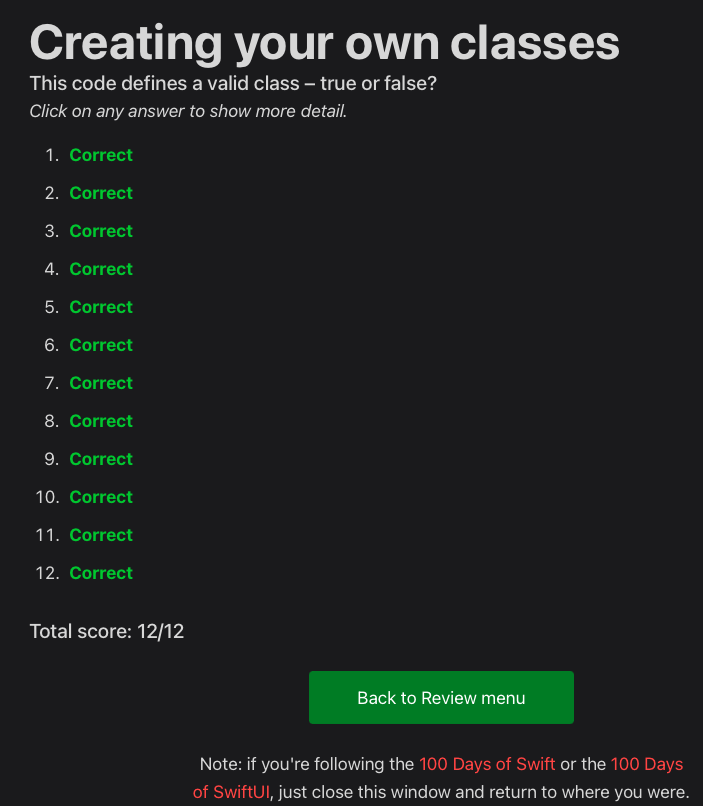 Creating your own classes
This code defines a valid class – true or false?
Click on any answer to show more detail.
1. Correct
2. Correct
3. Correct
4. Correct
5. Correct
6. Correct
7. Correct
8. Correct
9. Correct
10. Correct
11. Correct
12. Correct
Total score: 12/12
Back to Review menu
Note: if you're following the 100 Days of Swift or the 100 Days
of SwiftUI, just close this window and return to where you were.